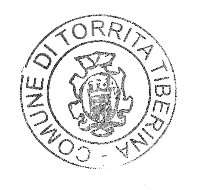 COMUNE DI TORRITA TIBERINA -